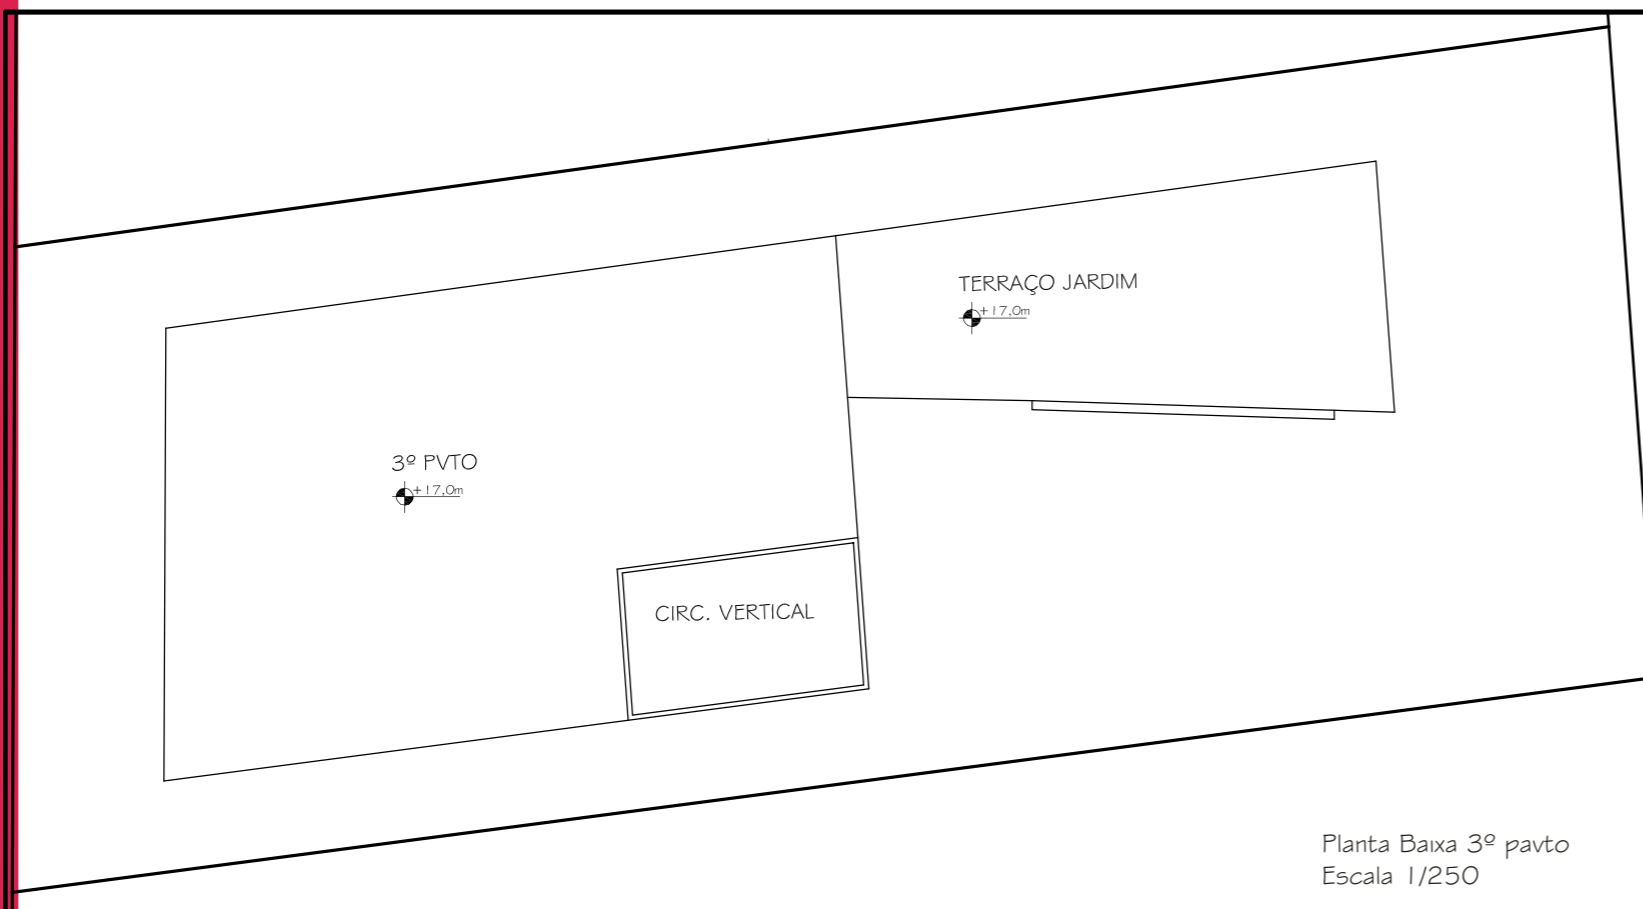 TERRAÇO JARDIM
+17,0m
3º PVTO
+17,0m
CIRC. VERTICAL
Planta Baixa 3º pavto
Escala 1/250